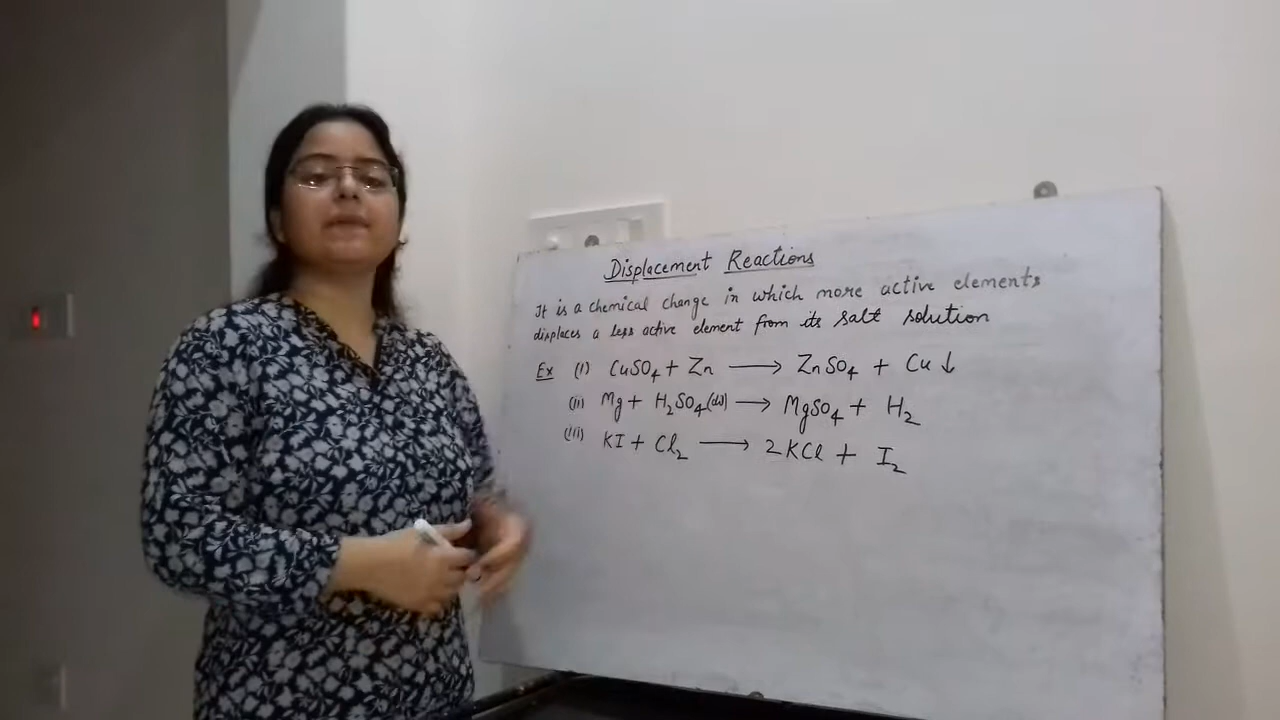 Displacement Reactions
It is a chemical change in which more active elements
displaces a less active element from its salt solution
Ex (i) CuSO₄ + Zn ⟶ ZnSO₄ + Cu ↓
(ii) Mg + H₂SO₄(dil) ⟶ MgSO₄ + H₂
(iii) KI + Cl₂ ⟶ 2KCl + I₂